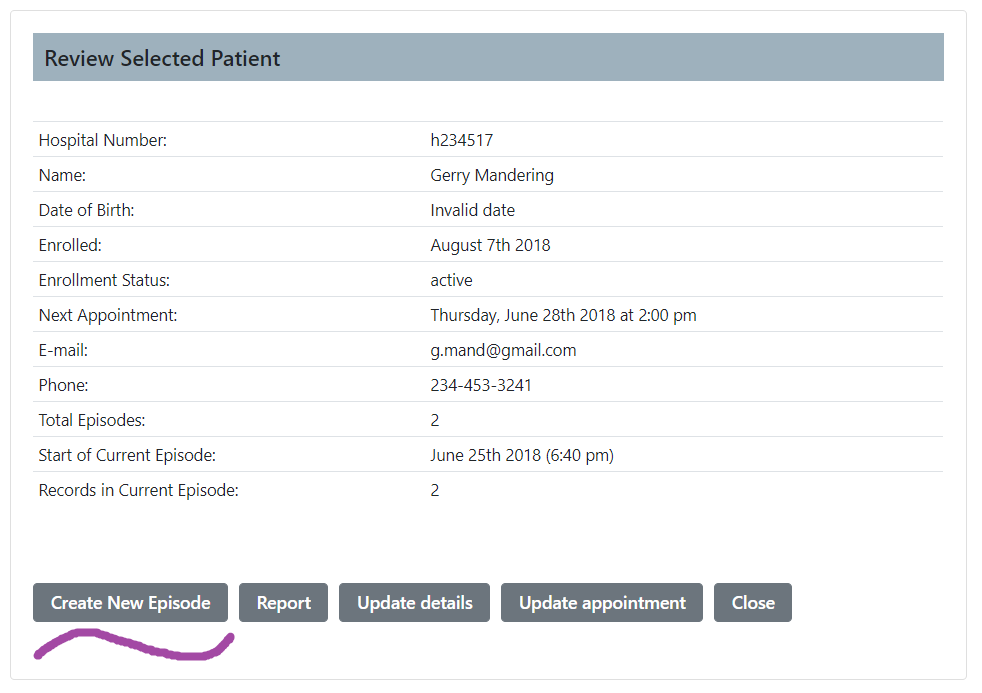 Review Selected Patient
Hospital Number: h234517
Name: Gerry Mandering
Date of Birth: Invalid date
Enrolled: August 7th 2018
Enrollment Status: active
Next Appointment: Thursday, June 28th 2018 at 2:00 pm
E-mail: g.mand@gmail.com
Phone: 234-453-3241
Total Episodes: 2
Start of Current Episode: June 25th 2018 (6:40 pm)
Records in Current Episode: 2
Create New Episode Report Update details Update appointment Close